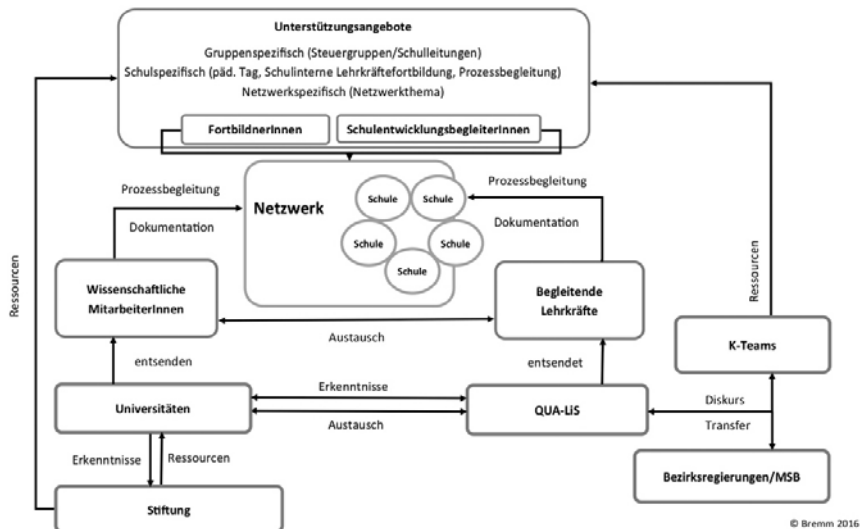 Unterstützungsangebote
Gruppenspezifisch (Steuergruppen/Schulleitungen)
Schulspezifisch (päd. Tag, Schulinterne Lehrkräftefortbildung, Prozessbegleitung)
Netzwerkspezifisch (Netzwerkthema)
FortbildnerInnen
SchulentwicklungsbegleiterInnen
Prozessbegleitung
Dokumentation
Netzwerk
Schule
Schule
Schule
Schule
Schule
Prozessbegleitung
Dokumentation
Ressourcen
Ressourcen
Wissenschaftliche
MitarbeiterInnen
Begleitende
Lehrkräfte
Austausch
K-Teams
entsenden
entsendet
Universitäten
Erkenntnisse
Austausch
QUA-LiS
Diskurs
Transfer
Erkenntnisse
Ressourcen
Bezirksregierungen/MSB
Stiftung
© Bremm 2016